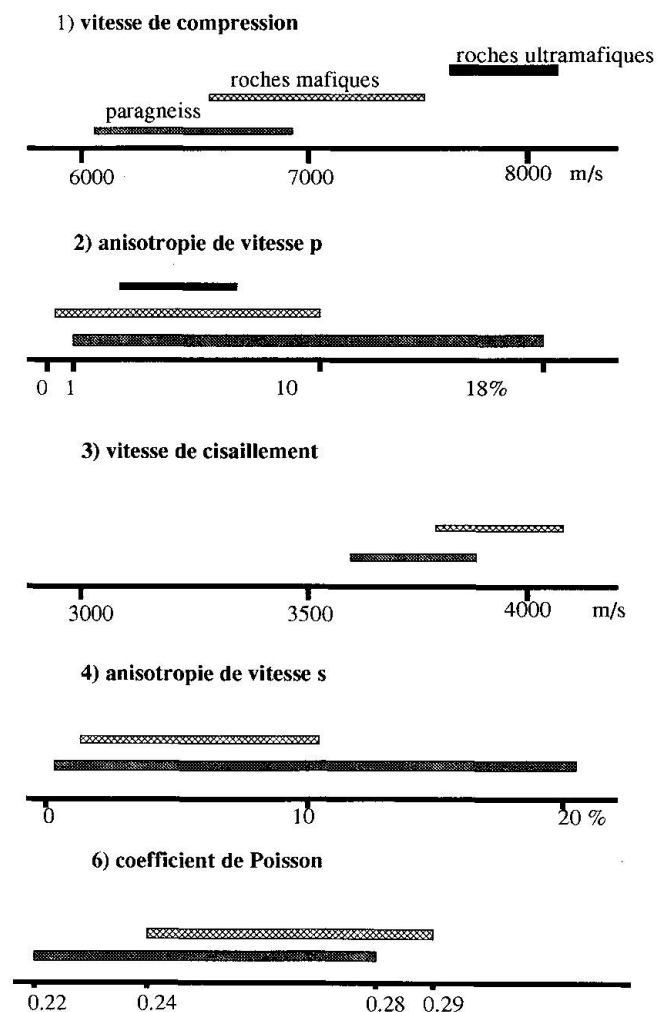 1) vitesse de compression
roches ultramafiques
roches mafiques
paragneiss
6000 7000 8000 m/s
2) anisotropie de vitesse p
0 1 10 18%
3) vitesse de cisaillement
3000 3500 4000 m/s
4) anisotropie de vitesse s
0 10 20 %
6) coefficient de Poisson
0.22 0.24 0.28 0.29